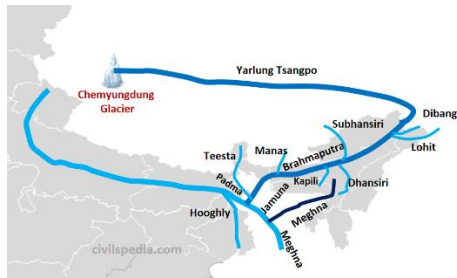 Yarlung Tsangpo
Chemyungdung
Glacier
Dibang
Subhansiri
Lohit
Teesta
Manas
Brahmaputra
Padma
Jamuna
Kapili
Dhansiri
Hooghly
Meghna
Meghna
civilspedia.com